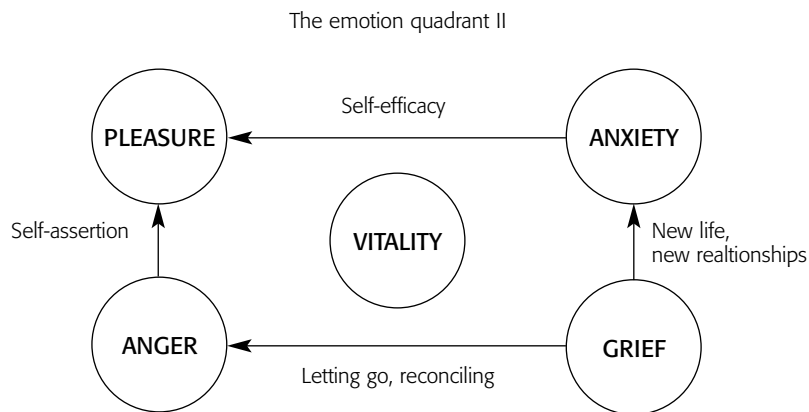 The emotion quadrant II
Self-efficacy
PLEASURE
ANXIETY
Self-assertion
VITALITY
New life,
new realtionships
ANGER
GRIEF
Letting go, reconciling